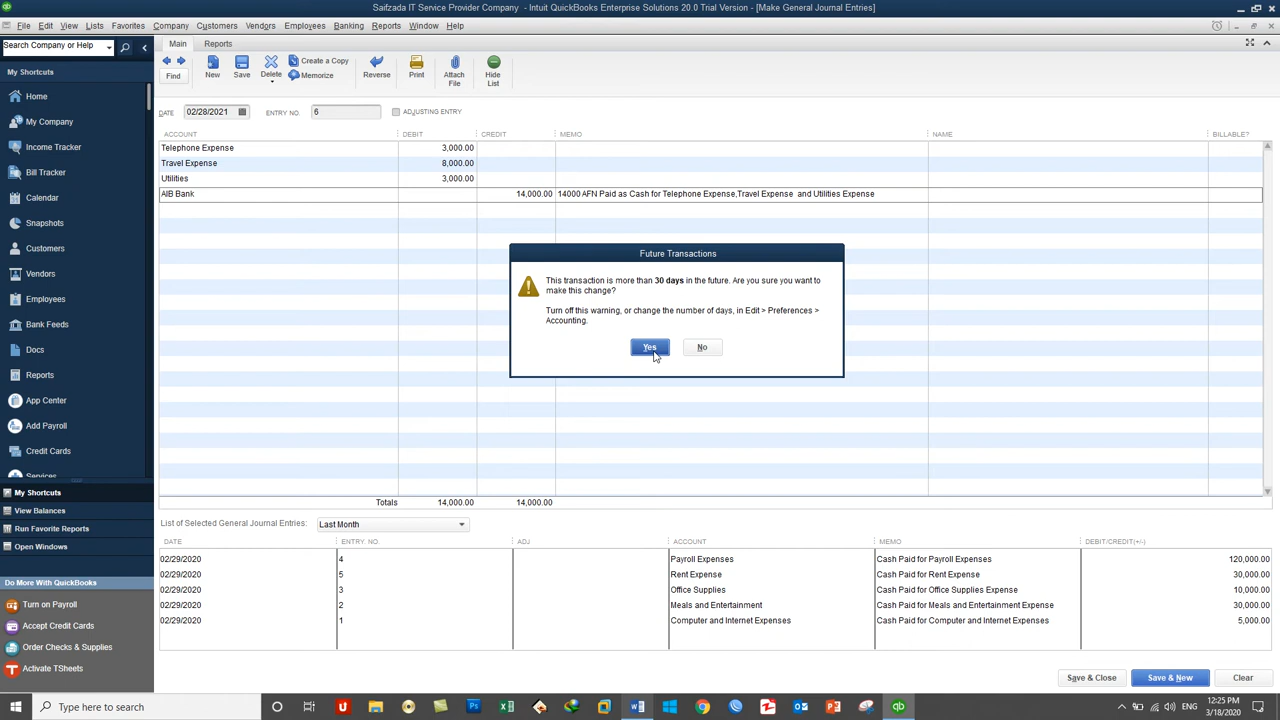 Saifzada IT Service Provider Company - Intuit QuickBooks Enterprise Solutions 20.0 Trial Version - [Make General Journal Entries]
File Edit View Lists Favorites Company Customers Vendors Employees Banking Reports Window Help
Search Company or Help
My Shortcuts
Home
My Company
Income Tracker
Bill Tracker
Calendar
Snapshots
Customers
Vendors
Employees
Bank Feeds
Docs
Reports
App Center
Add Payroll
Credit Cards
Services
My Shortcuts
View Balances
Run Favorite Reports
Open Windows
Do More With QuickBooks
Turn on Payroll
Accept Credit Cards
Order Checks & Supplies
Activate TSheets
Main Reports
Find New Save Delete Create a Copy Memorize Reverse Print Attach File Hide List
DATE 02/28/2021 ENTRY NO. 6 ADJUSTING ENTRY
ACCOUNT DEBIT CREDIT MEMO NAME BILLABLE?
Telephone Expense 3,000.00
Travel Expense 8,000.00
Utilities 3,000.00
AIB Bank 14,000.00 14000 AFN Paid as Cash for Telephone Expense,Travel Expense and Utilities Expense
Future Transactions
This transaction is more than 30 days in the future. Are you sure you want to
make this change?
Turn off this warning, or change the number of days, in Edit > Preferences >
Accounting.
Yes No
Totals 14,000.00 14,000.00
List of Selected General Journal Entries: Last Month
DATE ENTRY. NO. ADJ ACCOUNT MEMO DEBIT/CREDIT(+/-)
02/29/2020 4 Payroll Expenses Cash Paid for Payroll Expenses 120,000.00
02/29/2020 5 Rent Expense Cash Paid for Rent Expense 30,000.00
02/29/2020 3 Office Supplies Cash Paid for Office Supplies Expense 10,000.00
02/29/2020 2 Meals and Entertainment Cash Paid for Meals and Entertainment Expense 30,000.00
02/29/2020 1 Computer and Internet Expenses Cash Paid for Computer and Internet Expenses 5,000.00
Save & Close Save & New Clear
Type here to search
12:25 PM
3/18/2020